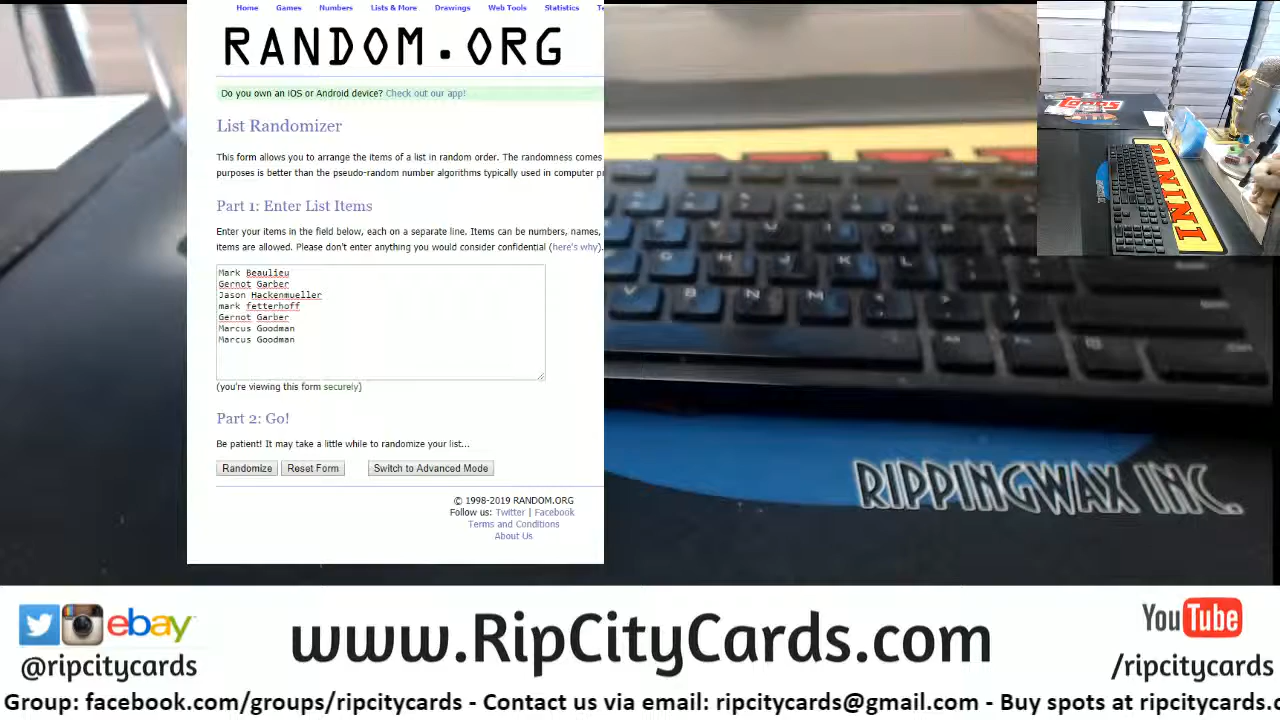 Home Games Numbers Lists & More Drawings Web Tools Statistics
RANDOM.ORG
Do you own an iOS or Android device? Check out our app!
List Randomizer
This form allows you to arrange the items of a list in random order. The randomness comes
purposes is better than the pseudo-random number algorithms typically used in computer
Part 1: Enter List Items
Enter your items in the field below, each on a separate line. Items can be numbers, names,
items are allowed. Please don't enter anything you would consider confidential (here's why).
Mark Beaulieu
Gernot Garber
Jason Hackenmueller
mark fetterhoff
Gernot Garber
Marcus Goodman
Marcus Goodman
(you're viewing this form securely)
Part 2: Go!
Be patient! It may take a little while to randomize your list...
Randomize Reset Form Switch to Advanced Mode
© 1998-2019 RANDOM.ORG
Follow us: Twitter | Facebook
Terms and Conditions
About Us
PANINI
RIPPINGWAX INC.
ebay
@ripcitycards
www.RipCityCards.com
YouTube
/ripcitycards
Group: facebook.com/groups/ripcitycards - Contact us via email: ripcitycards@gmail.com - Buy spots at ripcitycards.c